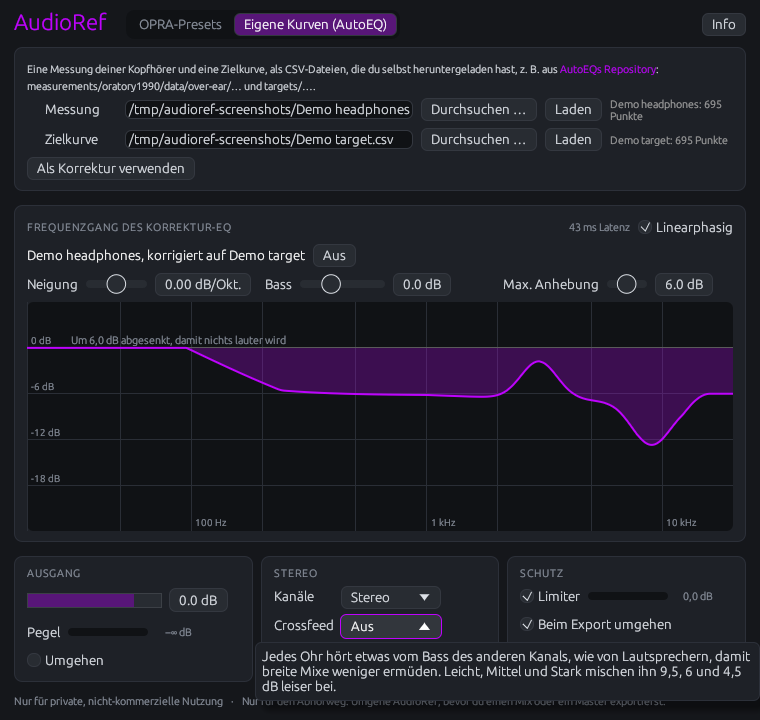 AudioRef
OPRA-Presets
Eigene Kurven (AutoEQ)
Info
Eine Messung deiner Kopfhörer und eine Zielkurve, als CSV-Dateien, die du selbst heruntergeladen hast, z. B. aus AutoEQs Repository:
measurements/oratory1990/data/over-ear/… und targets/….
Messung /tmp/audioref-screenshots/Demo headphones Durchsuchen … Laden Demo headphones: 695
Punkte
Zielkurve /tmp/audioref-screenshots/Demo target.csv Durchsuchen … Laden Demo target: 695 Punkte
Als Korrektur verwenden
FREQUENZGANG DES KORREKTUR-EQ 43 ms Latenz Linearphasig
Demo headphones, korrigiert auf Demo target Aus
Neigung 0.00 dB/Okt. Bass 0.0 dB Max. Anhebung 6.0 dB
0 dB Um 6,0 dB abgesenkt, damit nichts lauter wird
-6 dB
-12 dB
-18 dB
100 Hz 1 kHz 10 kHz
AUSGANG
0.0 dB
Pegel -∞ dB
Umgehen
STEREO
Kanäle Stereo
Crossfeed Aus
SCHUTZ
Limiter 0,0 dB
Beim Export umgehen
Jedes Ohr hört etwas vom Bass des anderen Kanals, wie von Lautsprechern, damit
breite Mixe weniger ermüden. Leicht, Mittel und Stark mischen ihn 9,5, 6 und 4,5
dB leiser bei.
Nur für private, nicht-kommerzielle Nutzung ·